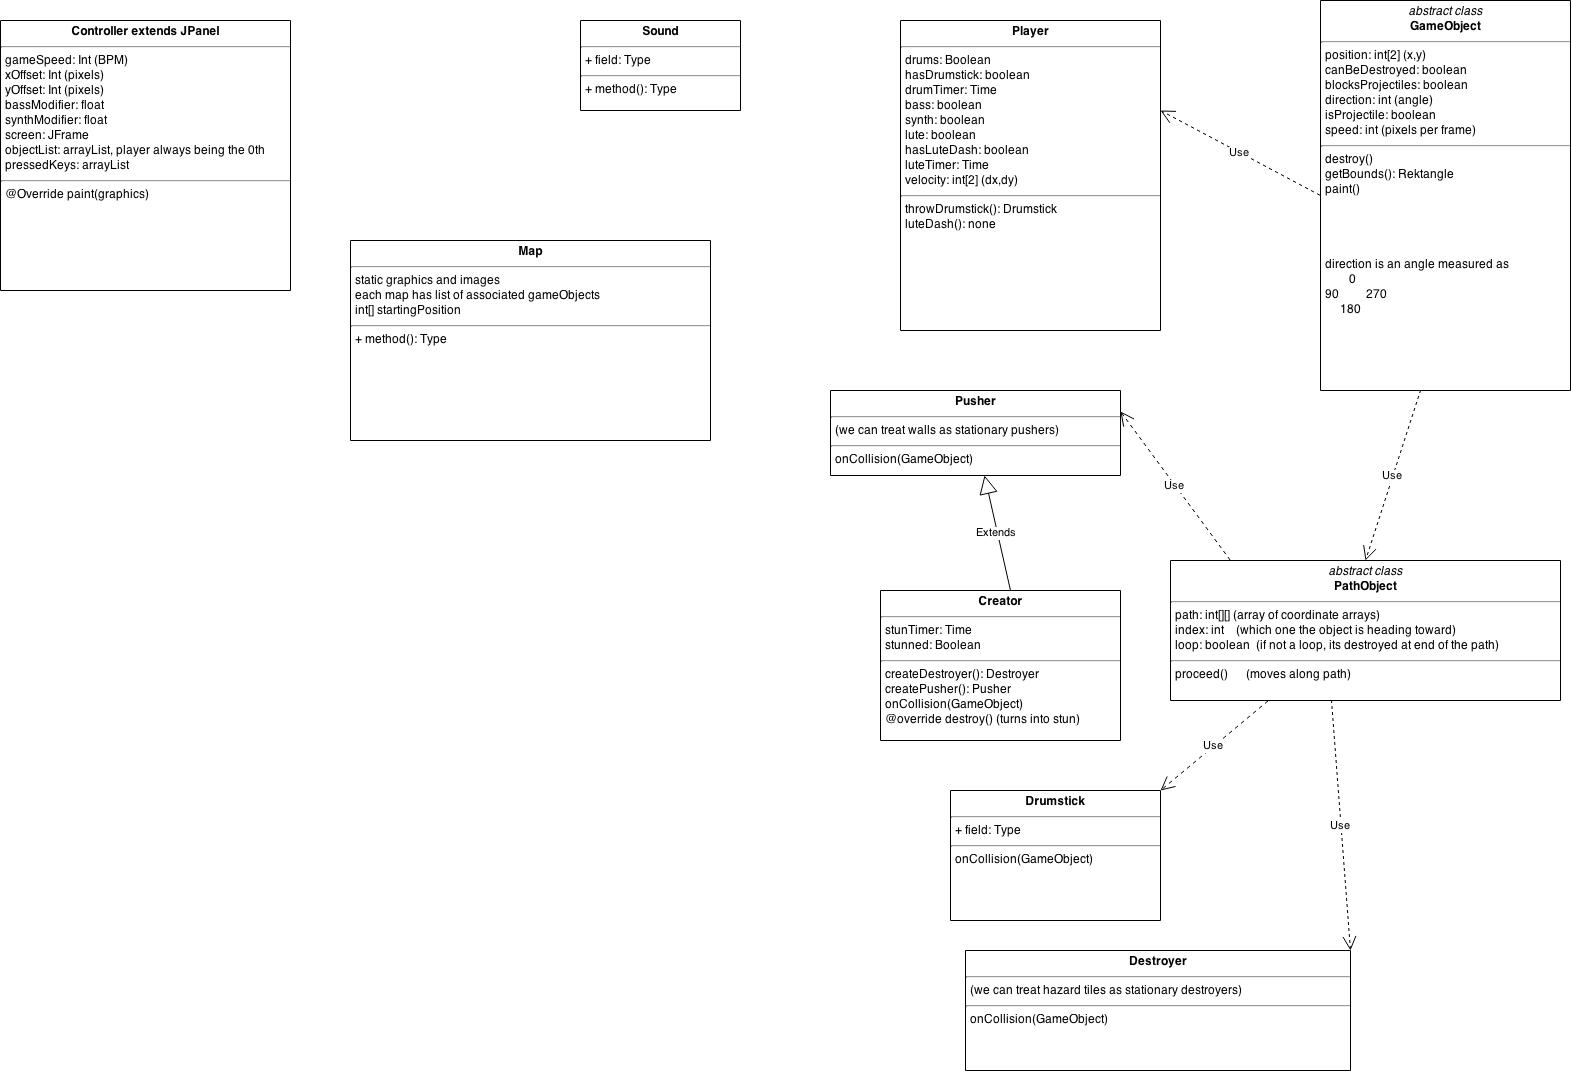 Controller extends JPanel
gameSpeed: Int (BPM)
xOffset: Int (pixels)
yOffset: Int (pixels)
bassModifier: float
synthModifier: float
screen: JFrame
objectList: arrayList, player always being the 0th
pressedKeys: arrayList
@Override paint(graphics)
Sound
+ field: Type
+ method(): Type
Map
static graphics and images
each map has list of associated gameObjects
int[] startingPosition
+ method(): Type
Player
drums: Boolean
hasDrumstick: boolean
drumTimer: Time
bass: boolean
synth: boolean
lute: boolean
hasLuteDash: boolean
luteTimer: Time
velocity: int[2] (dx,dy)
throwDrumstick(): Drumstick
luteDash(): none
Use
abstract class
GameObject
position: int[2] (x,y)
canBeDestroyed: boolean
blocksProjectiles: boolean
direction: int (angle)
isProjectile: boolean
speed: int (pixels per frame)
destroy()
getBounds(): Rektangle
paint()
direction is an angle measured as
0
90 270
180
Pusher
(we can treat walls as stationary pushers)
onCollision(GameObject)
Use
Use
Extends
Creator
stunTimer: Time
stunned: Boolean
createDestroyer(): Destroyer
createPusher(): Pusher
onCollision(GameObject)
@override destroy() (turns into stun)
abstract class
PathObject
path: int[][] (array of coordinate arrays)
index: int (which one the object is heading toward)
loop: boolean (if not a loop, its destroyed at end of the path)
proceed() (moves along path)
Use
Use
Drumstick
+ field: Type
onCollision(GameObject)
Destroyer
(we can treat hazard tiles as stationary destroyers)
onCollision(GameObject)